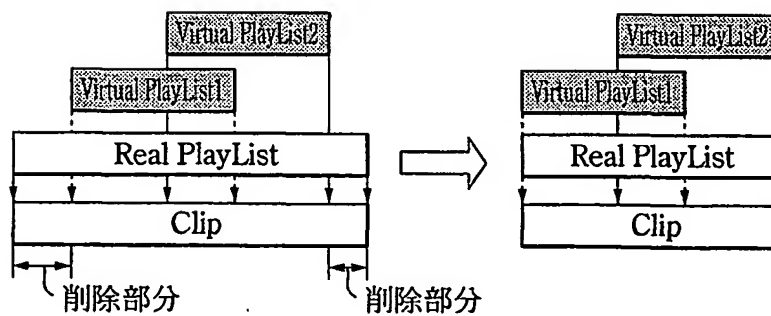 Virtual PlayList2
Virtual PlayList1
Real PlayList
Clip
削除部分
削除部分
Virtual PlayList2
Virtual PlayList1
Real PlayList
Clip